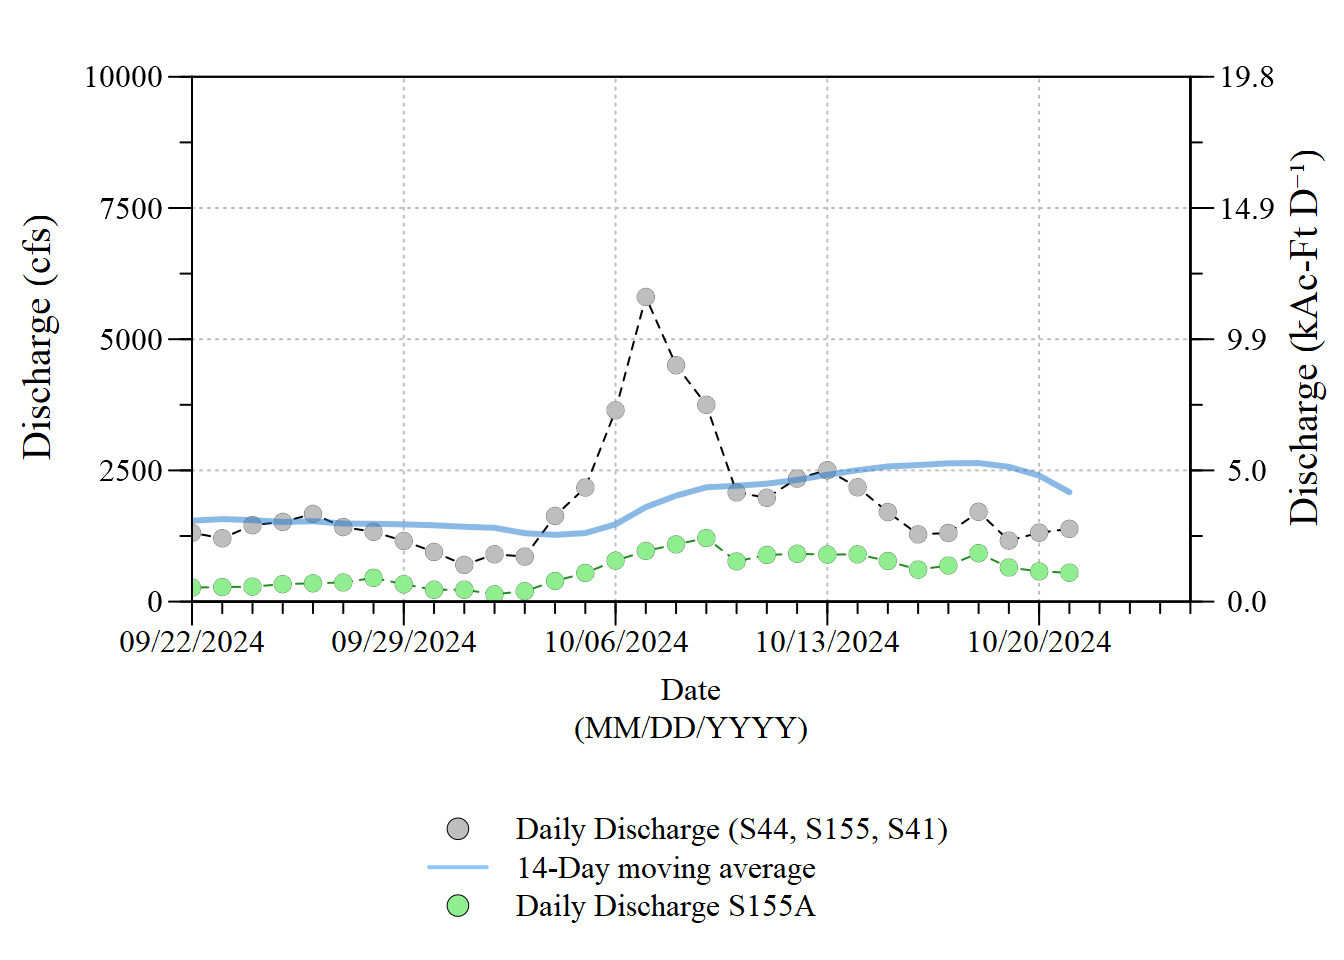 10000
7500
5000
2500
0
Discharge (cfs)
19.8
14.9
9.9
5.0
0.0
Discharge (kAc-Ft D⁻¹)
09/22/2024 09/29/2024 10/06/2024 10/13/2024 10/20/2024
Date
(MM/DD/YYYY)
Daily Discharge (S44, S155, S41)
14-Day moving average
Daily Discharge S155A